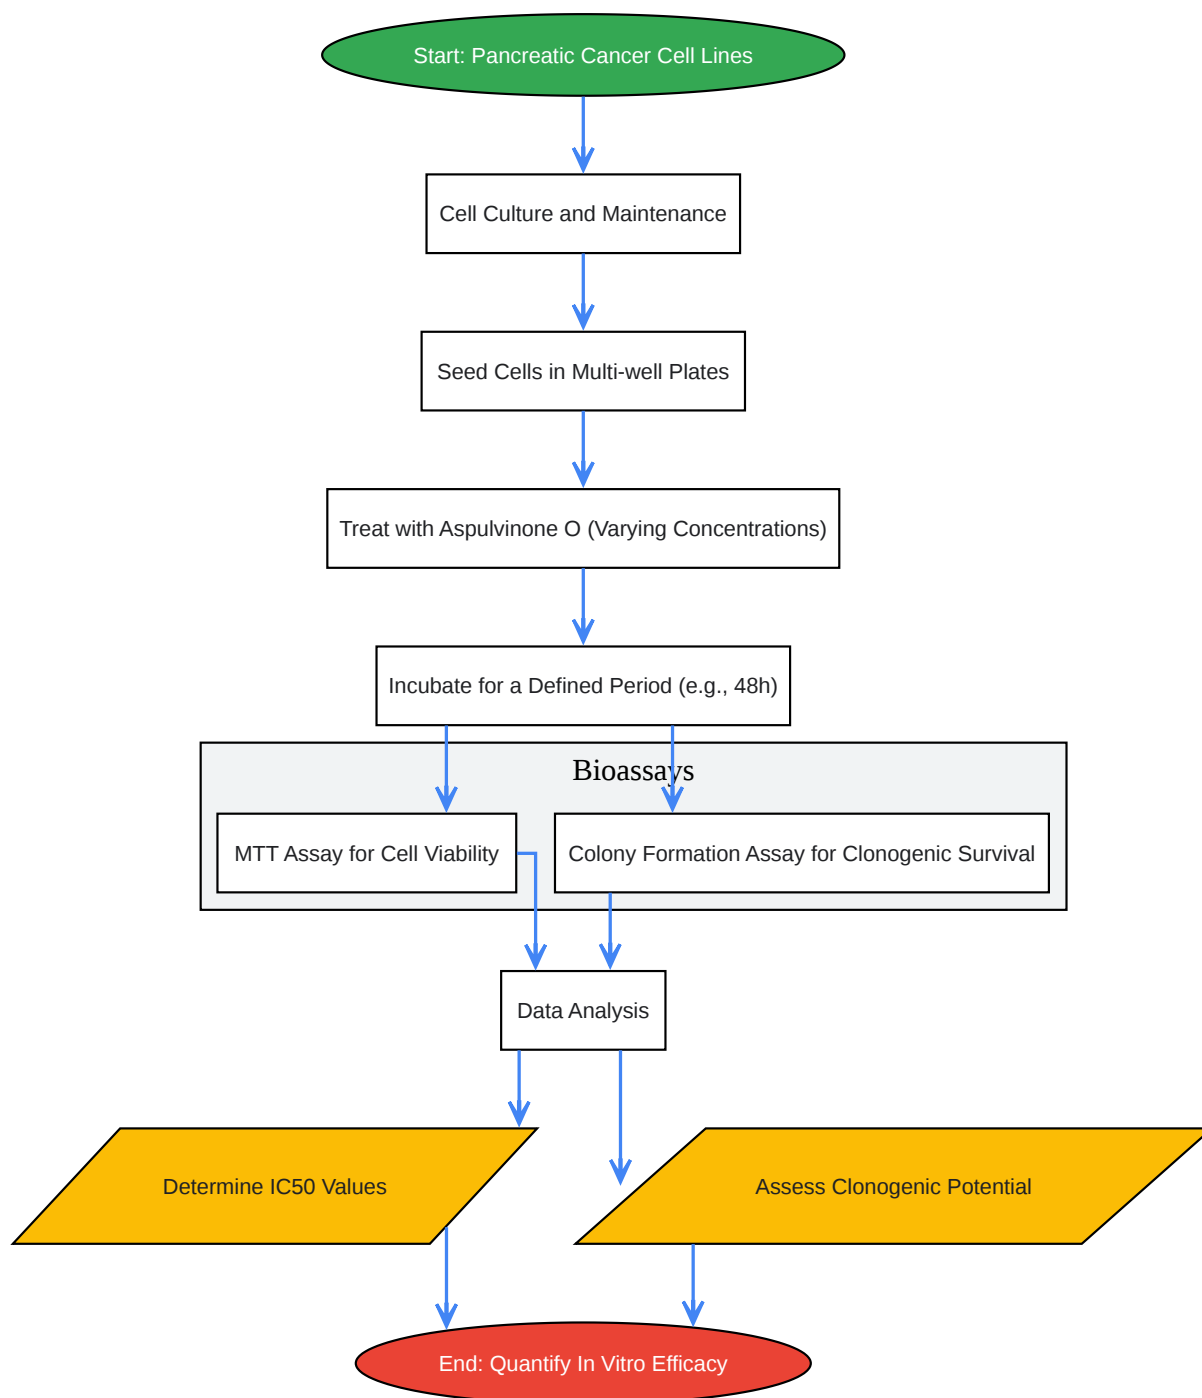 Start: Pancreatic Cancer Cell Lines
Cell Culture and Maintenance
Seed Cells in Multi-well Plates
Treat with Aspulvinone O (Varying Concentrations)
Incubate for a Defined Period (e.g., 48h)
Bioassays
MTT Assay for Cell Viability
Colony Formation Assay for Clonogenic Survival
Data Analysis
Determine IC50 Values
Assess Clonogenic Potential
End: Quantify In Vitro Efficacy